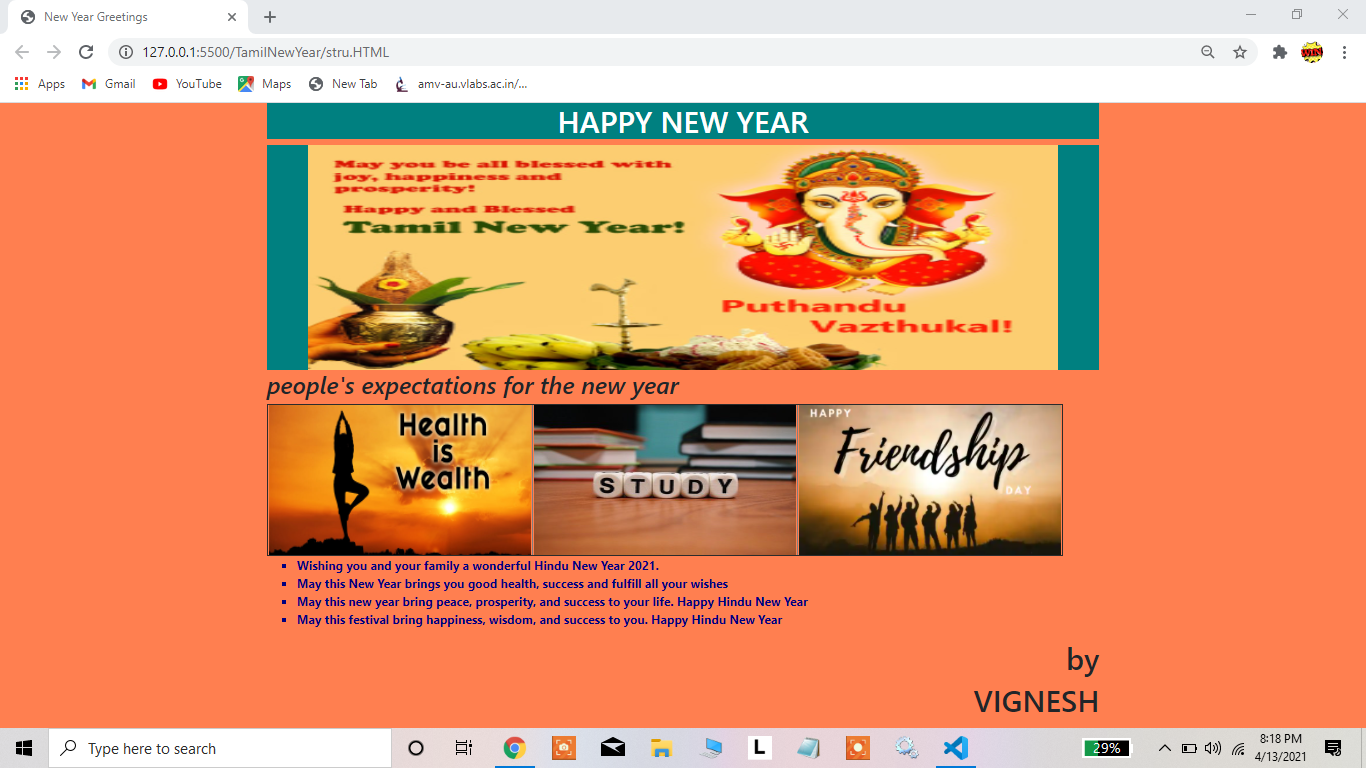 New Year Greetings
127.0.0.1:5500/TamilNewYear/stru.HTML
Apps Gmail YouTube Maps New Tab amv-au.vlabs.ac.in/...
HAPPY NEW YEAR
May you be all blessed with
joy, happiness and
prosperity!
Happy and Blessed
Tamil New Year!
Puthandu
Vazthukal!
people's expectations for the new year
Health
is
Wealth
STUDY
HAPPY
Friendship
DAY
Wishing you and your family a wonderful Hindu New Year 2021.
May this New Year brings you good health, success and fulfill all your wishes
May this new year bring peace, prosperity, and success to your life. Happy Hindu New Year
May this festival bring happiness, wisdom, and success to you. Happy Hindu New Year
by
VIGNESH
Type here to search
L
29%
8:18 PM
4/13/2021